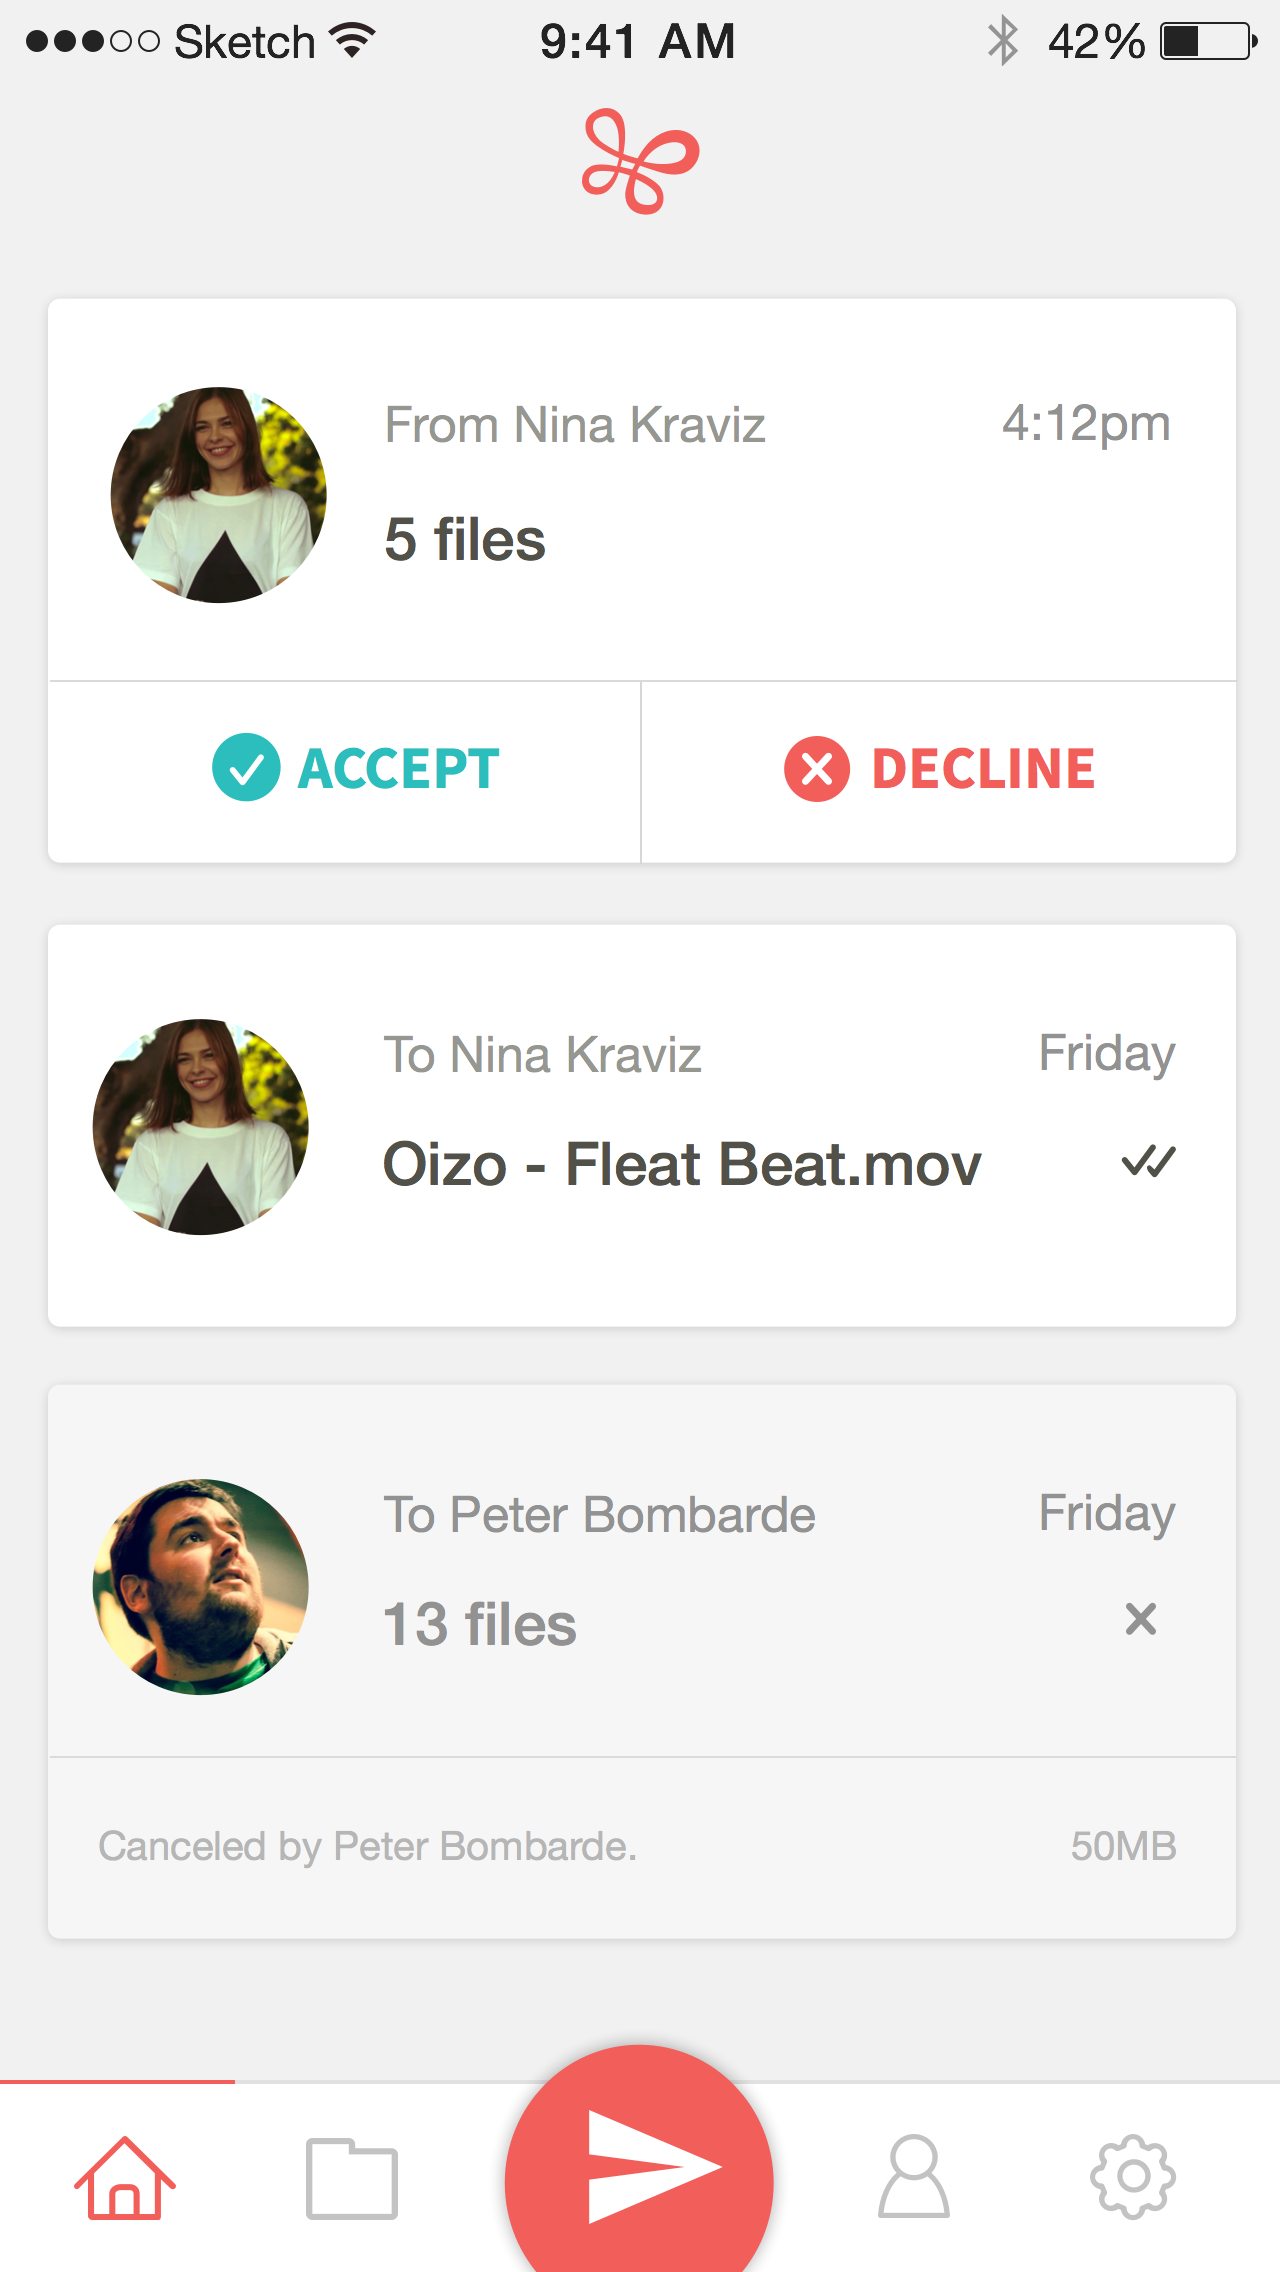 Sketch 9:41 AM 42%
From Nina Kraviz 4:12pm
5 files
ACCEPT DECLINE
To Nina Kraviz Friday
Oizo - Fleat Beat.mov
To Peter Bombarde Friday
13 files
Canceled by Peter Bombarde. 50MB